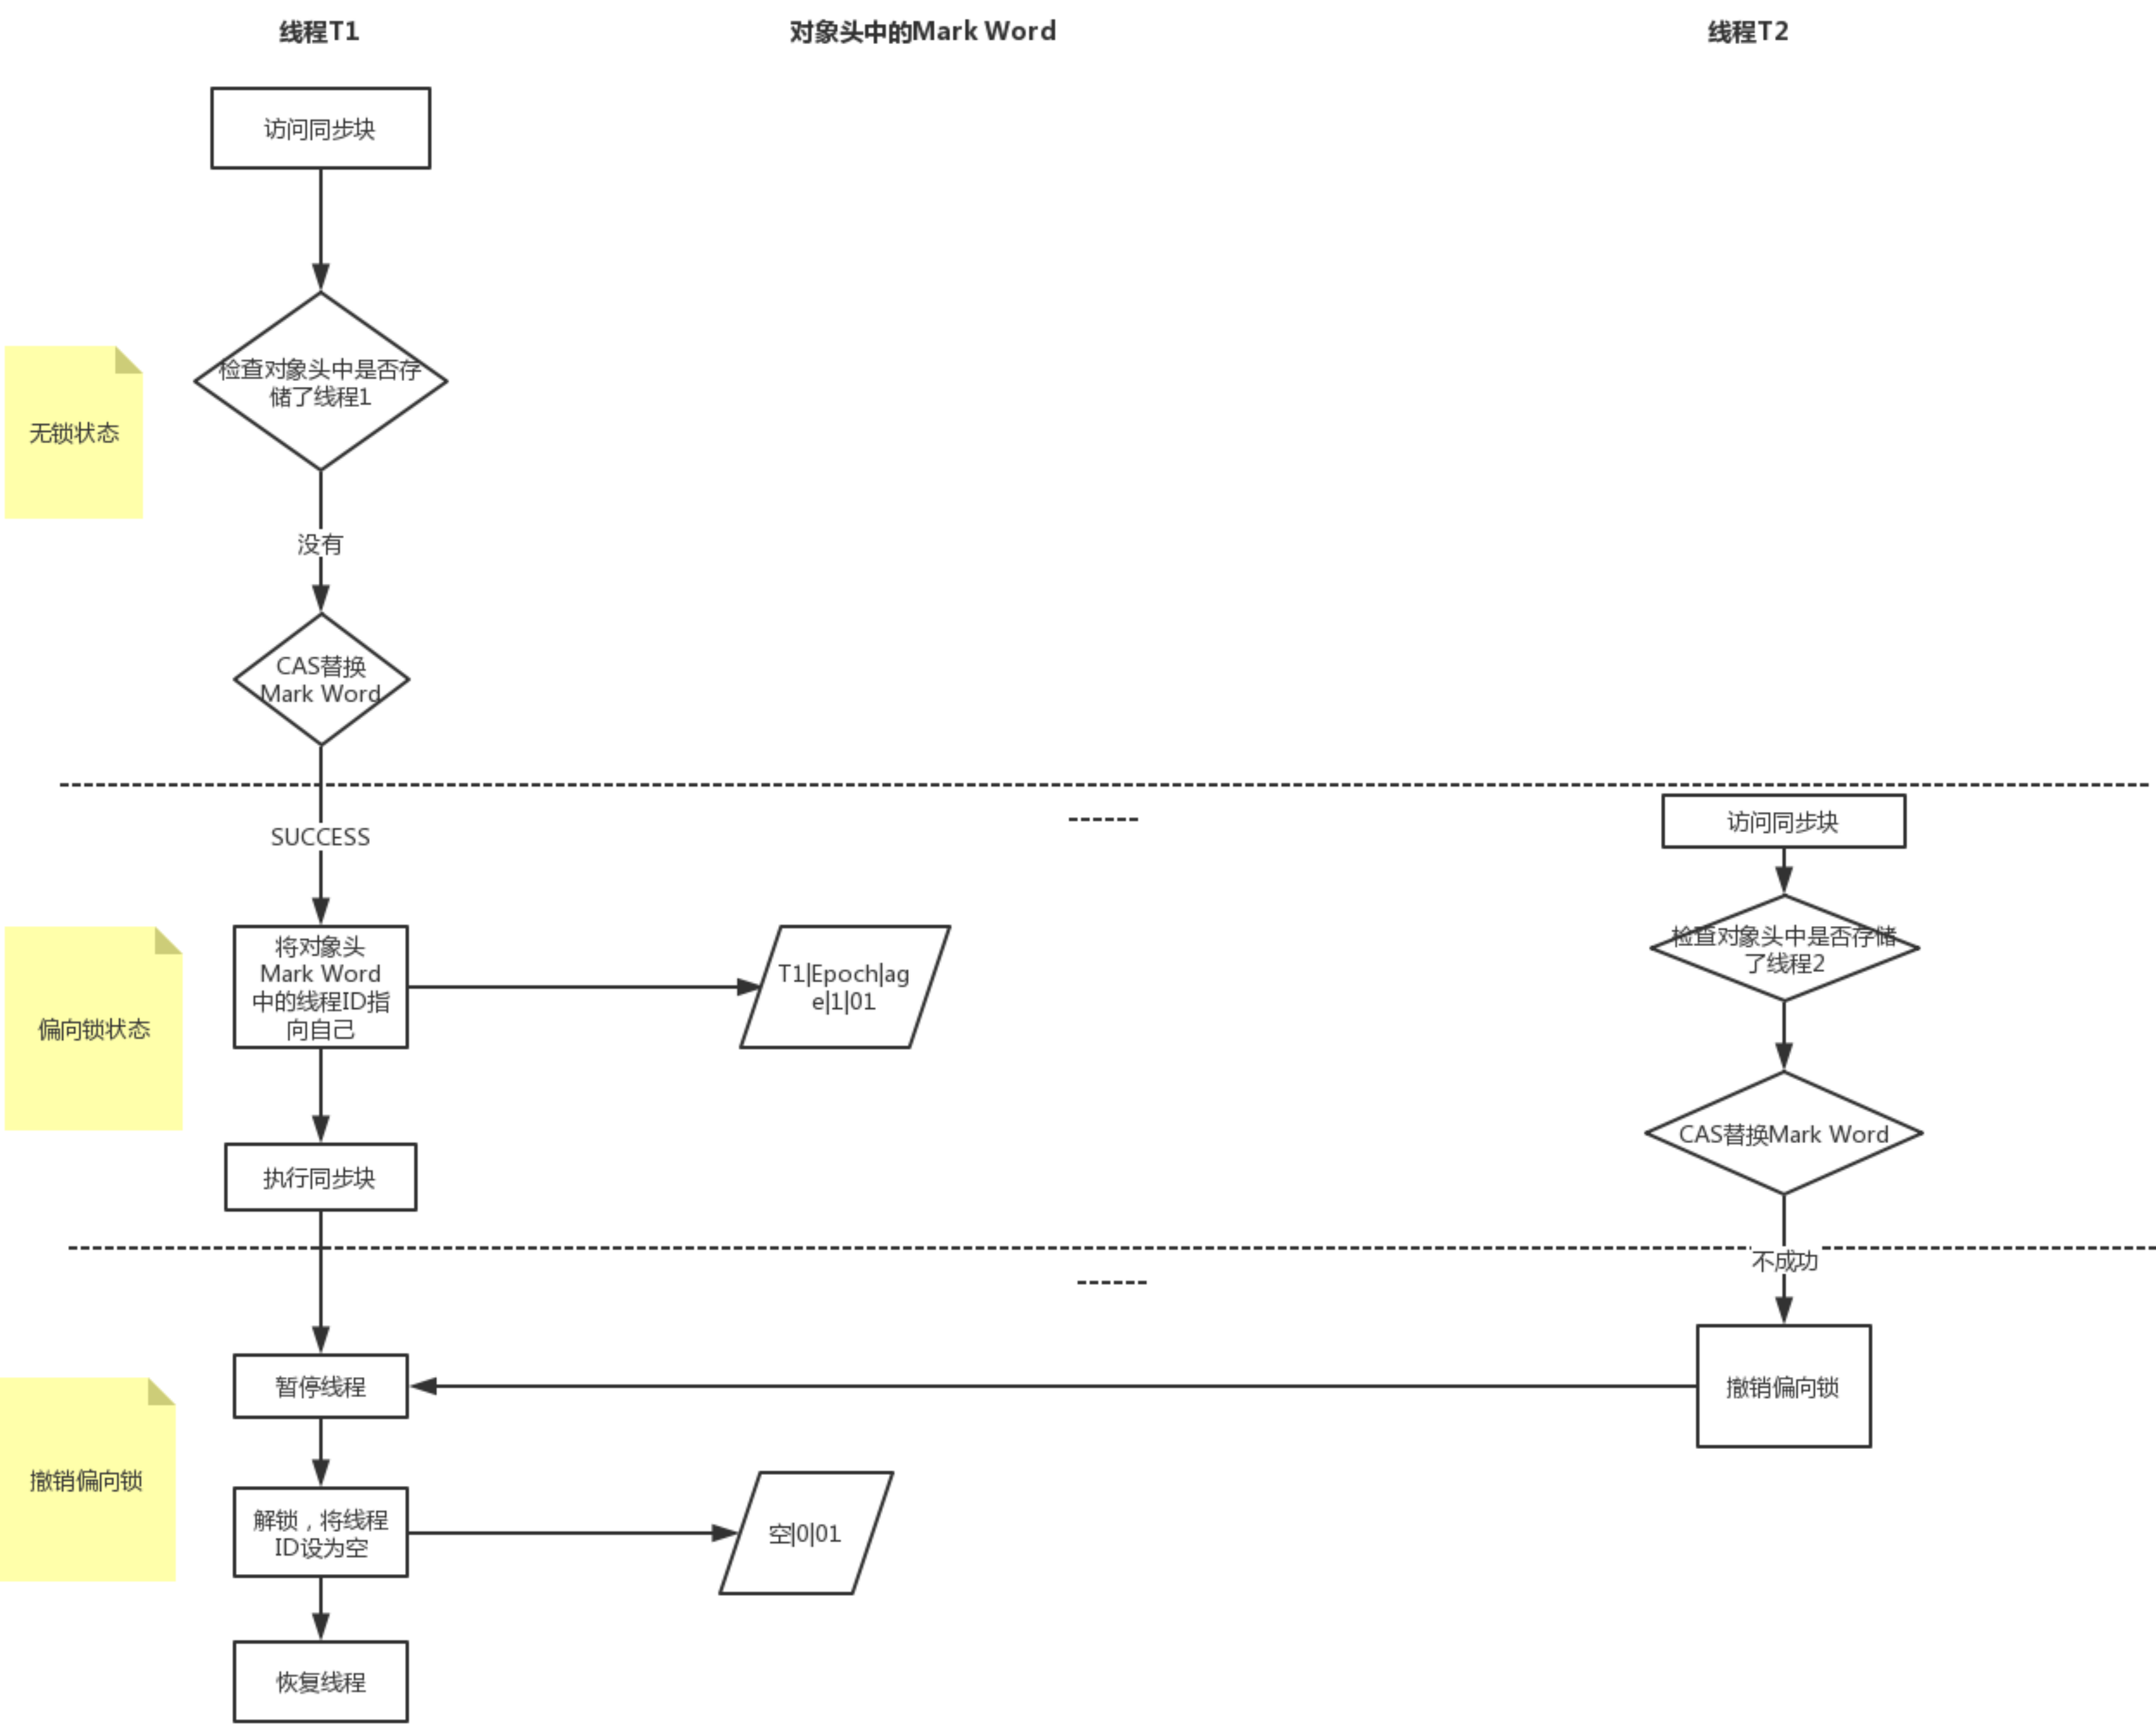 线程T1
对象头中的Mark Word
线程T2
访问同步块
检查对象头中是否存
储了线程1
无锁状态
没有
CAS替换
Mark Word
SUCCESS
访问同步块
将对象头
Mark Word
中的线程ID指
向自己
T1|Epoch|ag
e|1|01
检查对象头中是否存储
了线程2
偏向锁状态
CAS替换Mark Word
执行同步块
不成功
暂停线程
撤销偏向锁
撤销偏向锁
解锁，将线程
ID设为空
空|0|01
恢复线程